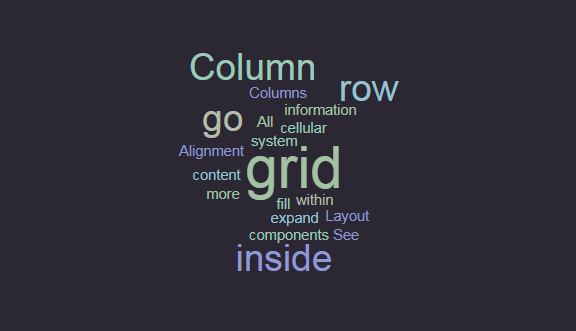 Column
row
Columns
information
go
All
cellular
system
Alignment
grid
content
more
fill
within
expand
Layout
components
See
inside